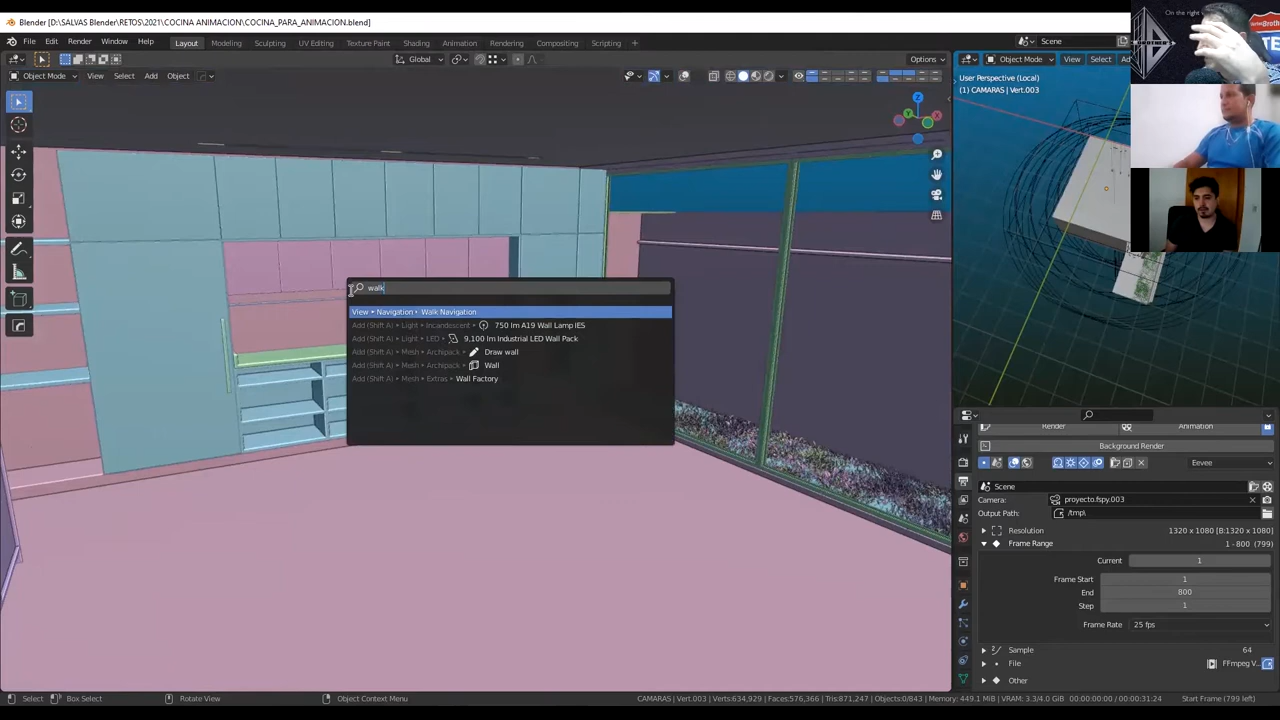 Blender [D:\SALVAS Blender\RETOS\2021\COCINA ANIMACION\COCINA_PARA_ANIMACION.blend]
On the right
File Edit Render Window Help
Layout Modeling Sculpting UV Editing Texture Paint Shading Animation Rendering Compositing Scripting +
Scene
Global
Options
Object Mode View Select Add Object
Object Mode View Select
User Perspective (Local)
(1) CAMARAS | Vert.003
Z
walk
View ▸ Navigation ▸ Walk Navigation
Add (Shift A) ▸ Light ▸ Incandescent ▸ 750 lm A19 Wall Lamp IES
Add (Shift A) ▸ Light ▸ LED ▸ 9,100 lm Industrial LED Wall Pack
Add (Shift A) ▸ Mesh ▸ Archipack ▸ Draw wall
Add (Shift A) ▸ Mesh ▸ Archipack ▸ Wall
Add (Shift A) ▸ Mesh ▸ Extras ▸ Wall Factory
Render Animation
Background Render
Eevee
Scene
Camera: proyecto.fspy.003
Output Path: /tmp\
Resolution 1320 x 1080 [B:1320 x 1080]
Frame Range 1 - 800 (799)
Current 1
Frame Start 1
End 800
Step 1
Frame Rate 25 fps
Sample 64
File FFmpeg V...
Other
Select Box Select Rotate View Object Context Menu
CAMARAS | Vert.003 | Verts:634,929 | Faces:576,366 | Tris:871,247 | Objects:0/843 | Memory: 449.1 MiB | VRAM: 3.3/4.0 GiB | 00:00:00:00 / 00:00:31:24 Start Frame (799 left)